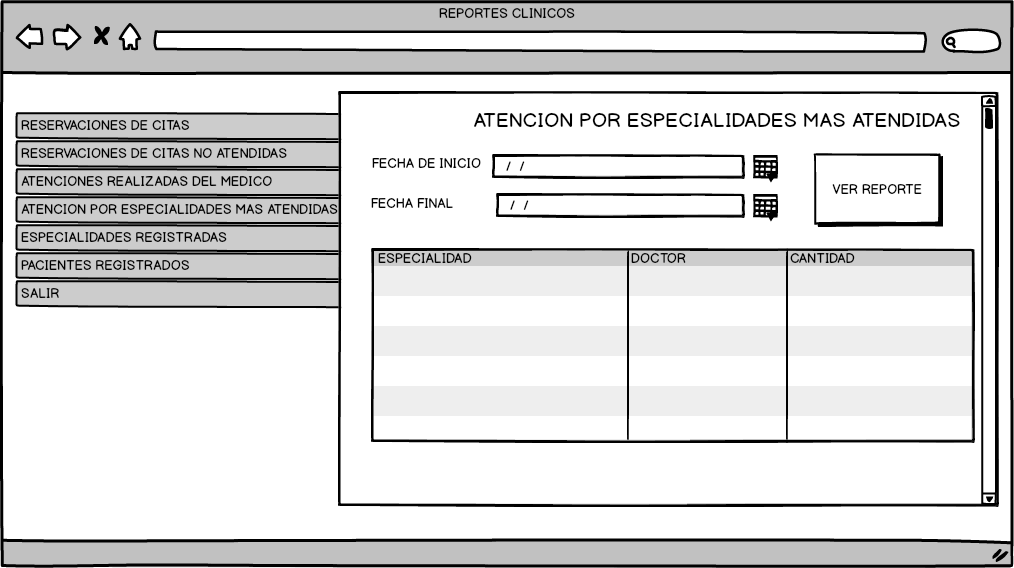 REPORTES CLINICOS
RESERVACIONES DE CITAS
RESERVACIONES DE CITAS NO ATENDIDAS
ATENCIONES REALIZADAS DEL MEDICO
ATENCION POR ESPECIALIDADES MAS ATENDIDAS
ESPECIALIDADES REGISTRADAS
PACIENTES REGISTRADOS
SALIR
ATENCION POR ESPECIALIDADES MAS ATENDIDAS
FECHA DE INICIO / /
FECHA FINAL / /
VER REPORTE
ESPECIALIDAD DOCTOR CANTIDAD